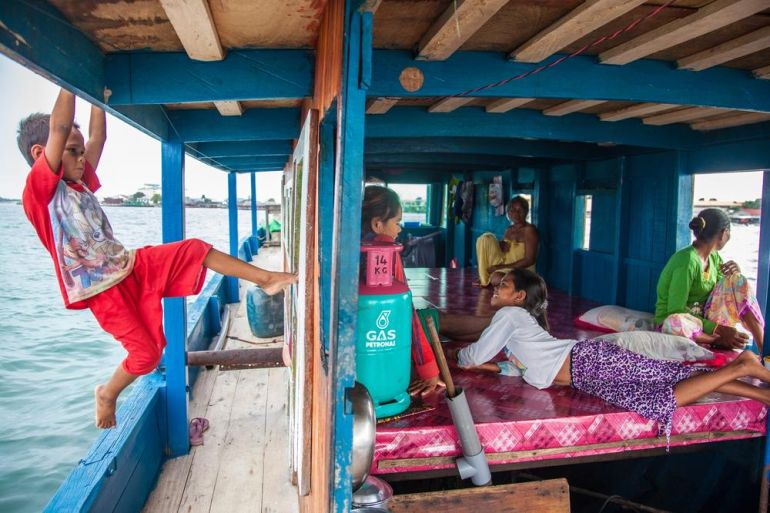 14
KG
GAS
PETRONAS